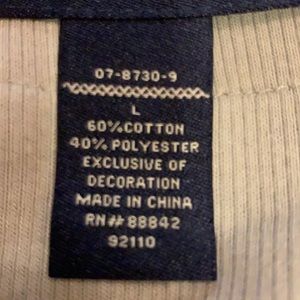 07-8730-9
L
60%COTTON
40% POLYESTER
EXCLUSIVE OF
DECORATION
MADE IN CHINA
RN# 88842
92110